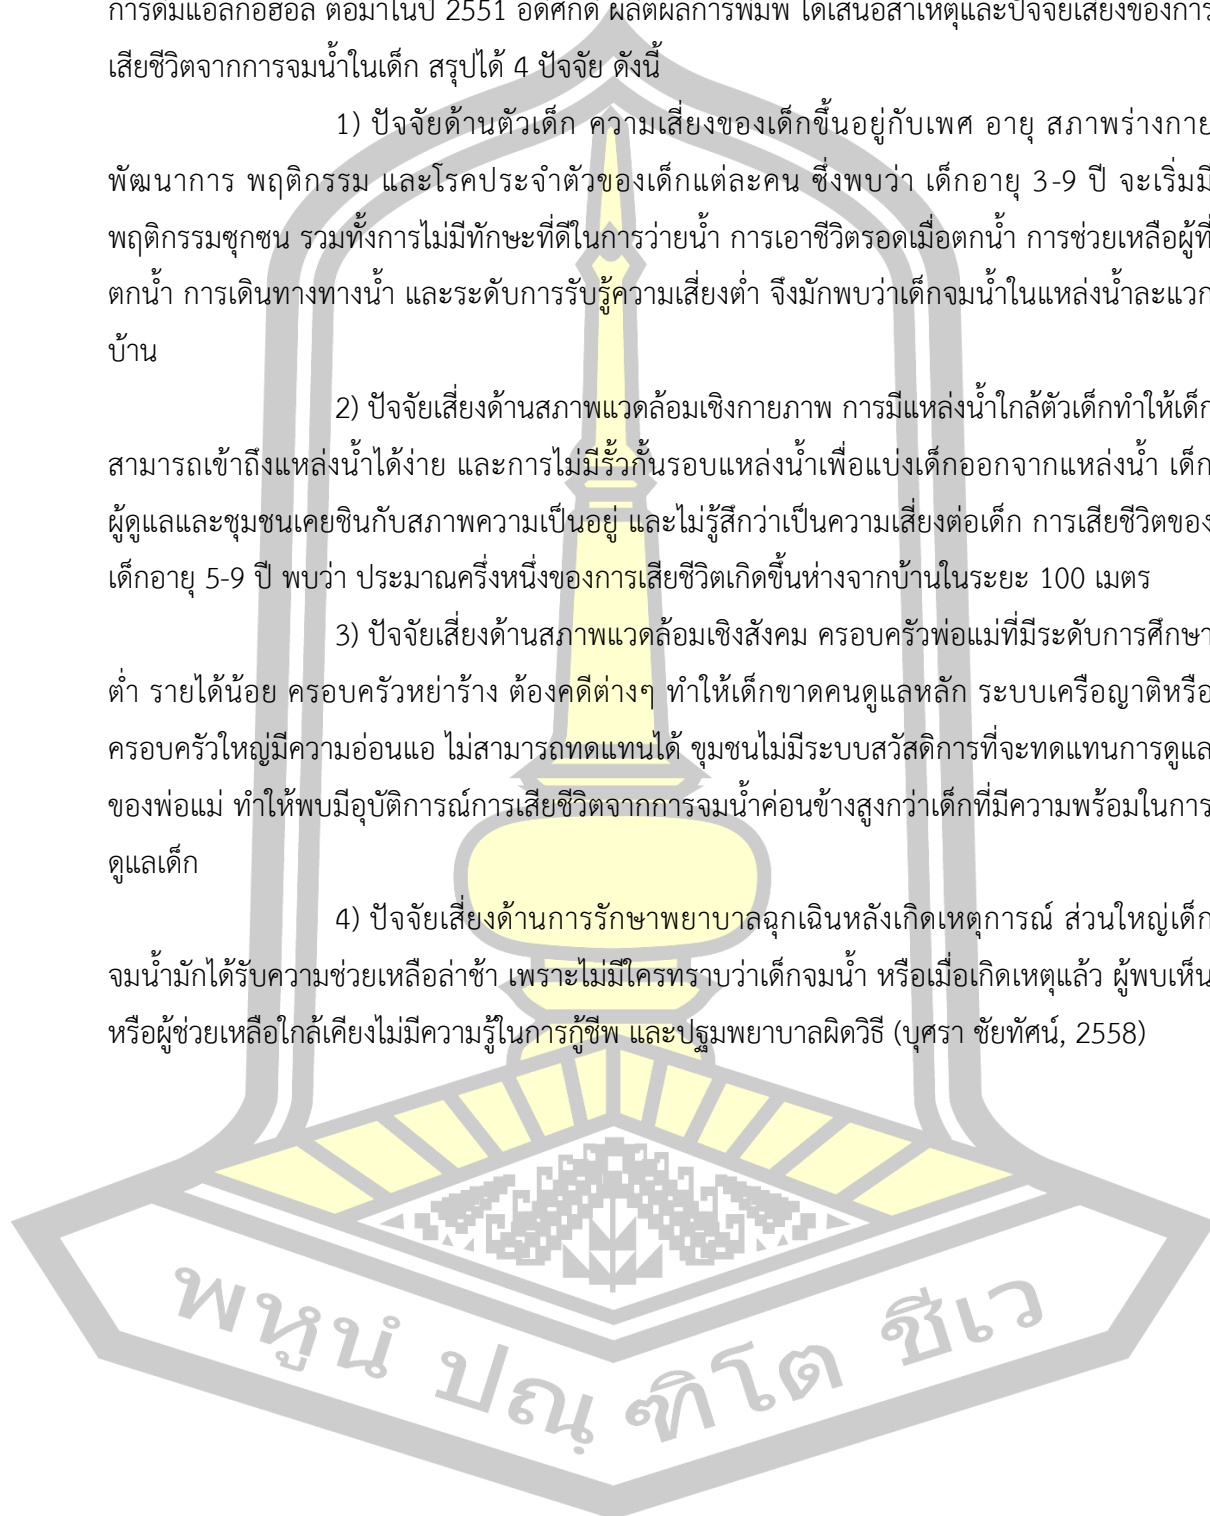 การดื่มแอลกอฮอล์ ต่อมาในปี 2551 อดิศักดิ์ ผลิตผลการพิมพ์ ได้เสนอสาเหตุและปัจจัยเสี่ยงของการ
เสียชีวิตจากการจมน้ำในเด็ก สรุปได้ 4 ปัจจัย ดังนี้
1) ปัจจัยด้านตัวเด็ก ความเสี่ยงของเด็กขึ้นอยู่กับเพศ อายุ สภาพร่างกาย
พัฒนาการ พฤติกรรม และโรคประจำตัวของเด็กแต่ละคน ซึ่งพบว่า เด็กอายุ 3-9 ปี จะเริ่มมี
พฤติกรรมซุกซน รวมทั้งการไม่มีทักษะที่ดีในการว่ายน้ำ การเอาชีวิตรอดเมื่อตกน้ำ การช่วยเหลือผู้ที่
ตกน้ำ การเดินทางทางน้ำ และระดับการรับรู้ความเสี่ยงต่ำ จึงมักพบว่าเด็กจมน้ำในแหล่งน้ำละแวก
บ้าน
2) ปัจจัยเสี่ยงด้านสภาพแวดล้อมเชิงกายภาพ การมีแหล่งน้ำใกล้ตัวเด็กทำให้เด็ก
สามารถเข้าถึงแหล่งน้ำได้ง่าย และการไม่มีรั้วกั้นรอบแหล่งน้ำเพื่อแบ่งเด็กออกจากแหล่งน้ำ เด็ก
ผู้ดูแลและชุมชนเคยชินกับสภาพความเป็นอยู่ และไม่รู้สึกว่าเป็นความเสี่ยงต่อเด็ก การเสียชีวิตของ
เด็กอายุ 5-9 ปี พบว่า ประมาณครึ่งหนึ่งของการเสียชีวิตเกิดขึ้นห่างจากบ้านในระยะ 100 เมตร
3) ปัจจัยเสี่ยงด้านสภาพแวดล้อมเชิงสังคม ครอบครัวพ่อแม่ที่มีระดับการศึกษา
ต่ำ รายได้น้อย ครอบครัวหย่าร้าง ต้องคดีต่างๆ ทำให้เด็กขาดคนดูแลหลัก ระบบเครือญาติหรือ
ครอบครัวใหญ่มีความอ่อนแอ ไม่สามารถทดแทนได้ ขุมชนไม่มีระบบสวัสดิการที่จะทดแทนการดูแล
ของพ่อแม่ ทำให้พบมีอุบัติการณ์การเสียชีวิตจากการจมน้ำค่อนข้างสูงกว่าเด็กที่มีความพร้อมในการ
ดูแลเด็ก
4) ปัจจัยเสี่ยงด้านการรักษาพยาบาลฉุกเฉินหลังเกิดเหตุการณ์ ส่วนใหญ่เด็ก
จมน้ำมักได้รับความช่วยเหลือล่าช้า เพราะไม่มีใครทราบว่าเด็กจมน้ำ หรือเมื่อเกิดเหตุแล้ว ผู้พบเห็น
หรือผู้ช่วยเหลือใกล้เคียงไม่มีความรู้ในการกู้ชีพ และปฐมพยาบาลผิดวิธี (บุศรา ชัยทัศน์, 2558)
พหูนํ ปณฺฑิโต ชีเว